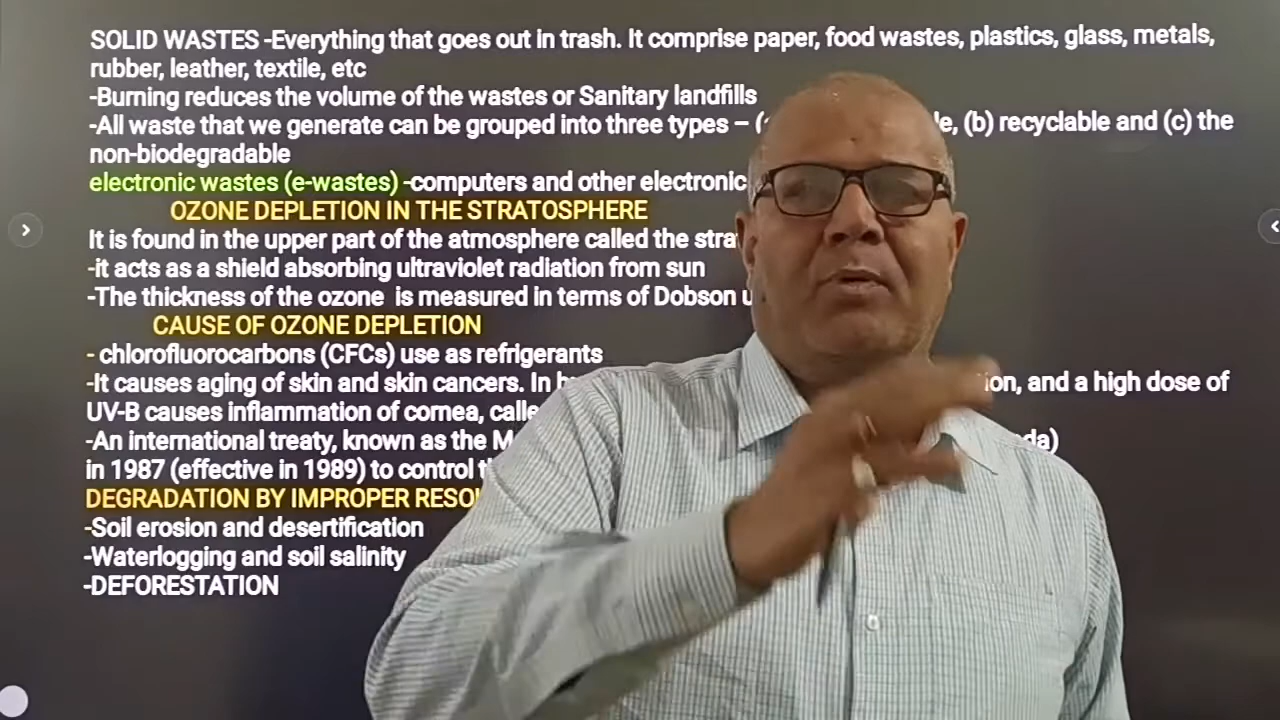 SOLID WASTES -Everything that goes out in trash. It comprise paper, food wastes, plastics, glass, metals,
rubber, leather, textile, etc
-Burning reduces the volume of the wastes or Sanitary landfills
-All waste that we generate can be grouped into three types – (b) recyclable and (c) the
non-biodegradable
electronic wastes (e-wastes) -computers and other electronic
OZONE DEPLETION IN THE STRATOSPHERE
It is found in the upper part of the atmosphere called the
-it acts as a shield absorbing ultraviolet radiation from sun
-The thickness of the ozone is measured in terms of Dobson
CAUSE OF OZONE DEPLETION
- chlorofluorocarbons (CFCs) use as refrigerants
-It causes aging of skin and skin cancers. In and a high dose of
UV-B causes inflammation of cornea,
-An international treaty, known as the
in 1987 (effective in 1989) to control
DEGRADATION BY IMPROPER
-Soil erosion and desertification
-Waterlogging and soil salinity
-DEFORESTATION